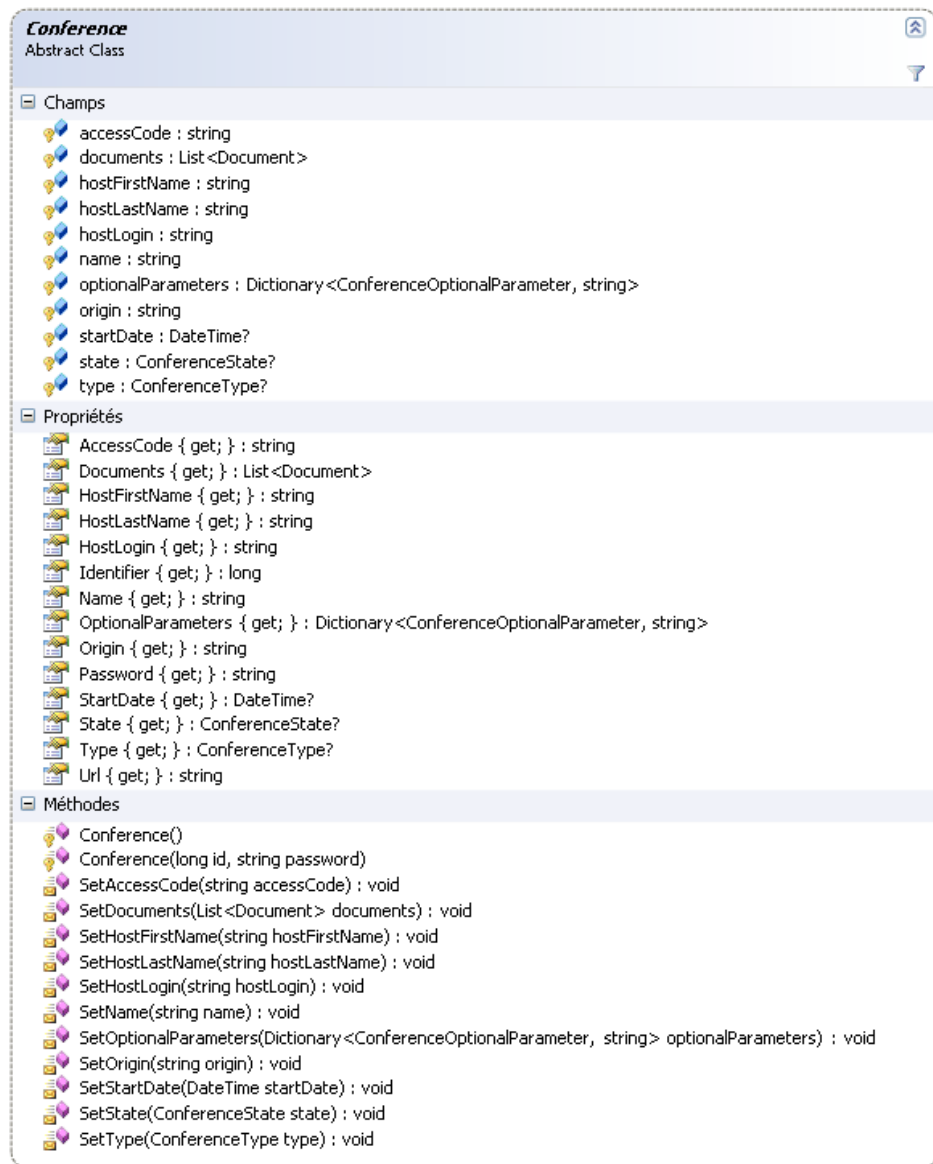 Conference
Abstract Class
Champs
accessCode : string
documents : List<Document>
hostFirstName : string
hostLastName : string
hostLogin : string
name : string
optionalParameters : Dictionary<ConferenceOptionalParameter, string>
origin : string
startDate : DateTime?
state : ConferenceState?
type : ConferenceType?
Propriétés
AccessCode { get; } : string
Documents { get; } : List<Document>
HostFirstName { get; } : string
HostLastName { get; } : string
HostLogin { get; } : string
Identifier { get; } : long
Name { get; } : string
OptionalParameters { get; } : Dictionary<ConferenceOptionalParameter, string>
Origin { get; } : string
Password { get; } : string
StartDate { get; } : DateTime?
State { get; } : ConferenceState?
Type { get; } : ConferenceType?
Url { get; } : string
Méthodes
Conference()
Conference(long id, string password)
SetAccessCode(string accessCode) : void
SetDocuments(List<Document> documents) : void
SetHostFirstName(string hostFirstName) : void
SetHostLastName(string hostLastName) : void
SetHostLogin(string hostLogin) : void
SetName(string name) : void
SetOptionalParameters(Dictionary<ConferenceOptionalParameter, string> optionalParameters) : void
SetOrigin(string origin) : void
SetStartDate(DateTime startDate) : void
SetState(ConferenceState state) : void
SetType(ConferenceType type) : void